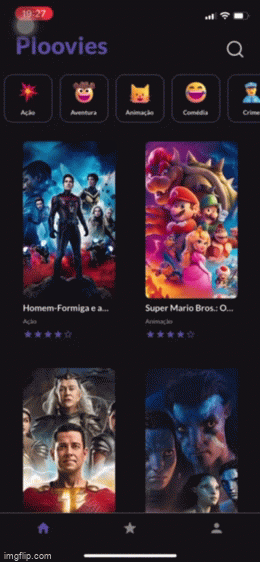 19:27
Ploovies
Ação
Aventura
Animação
Comédia
Crime
Homem-Formiga e a...
Super Mario Bros.: O...
Ação
Animação
imgflip.com